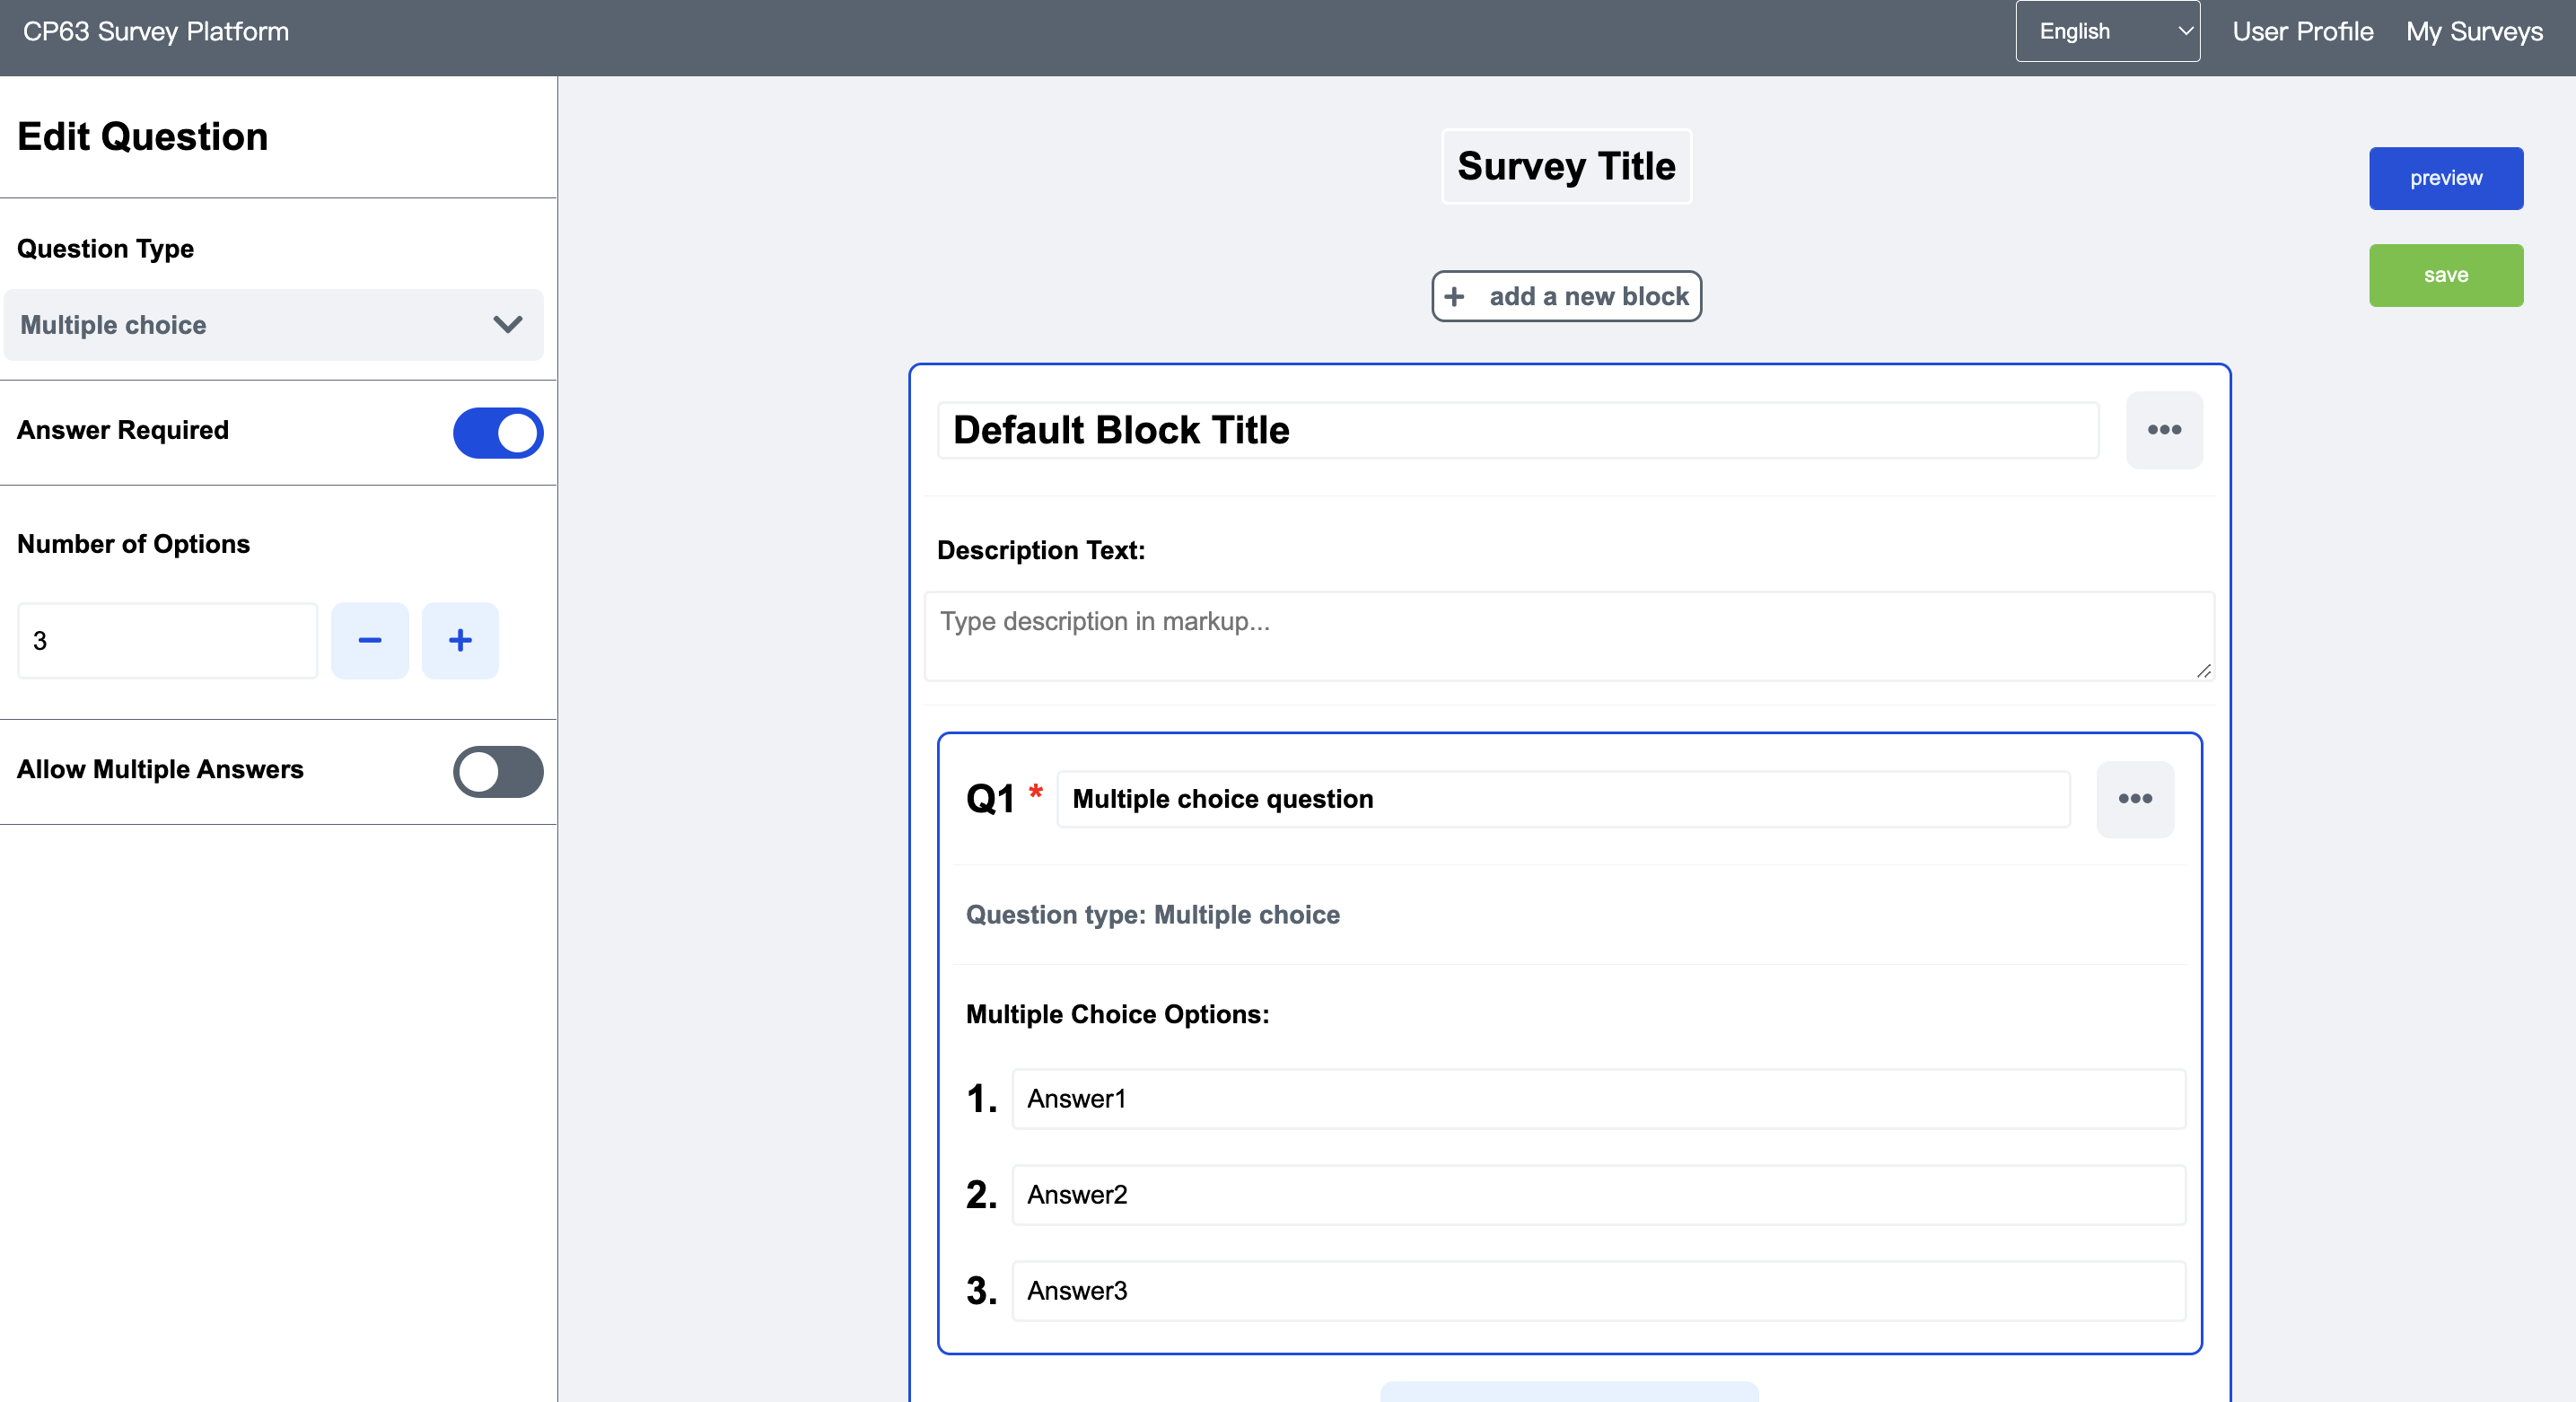 CP63 Survey Platform
English
User Profile
My Surveys
Edit Question
Question Type
Multiple choice
Answer Required
Number of Options
3
Allow Multiple Answers
Survey Title
preview
save
+ add a new block
Default Block Title
Description Text:
Type description in markup...
Q1 * Multiple choice question
Question type: Multiple choice
Multiple Choice Options:
1. Answer1
2. Answer2
3. Answer3